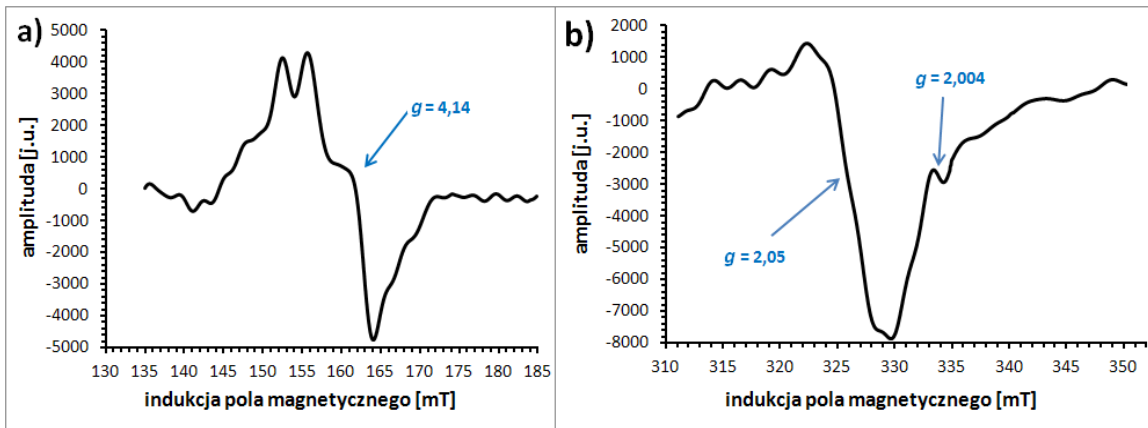 a)
amplituda [j.u.]
5000
4000
3000
2000
1000
0
-1000
-2000
-3000
-4000
-5000
g = 4,14
130 135 140 145 150 155 160 165 170 175 180 185
indukcja pola magnetycznego [mT]
b)
amplituda [j.u.]
2000
1000
0
-1000
-2000
-3000
-4000
-5000
-6000
-7000
-8000
g = 2,004
g = 2,05
310 315 320 325 330 335 340 345 350
indukcja pola magnetycznego [mT]